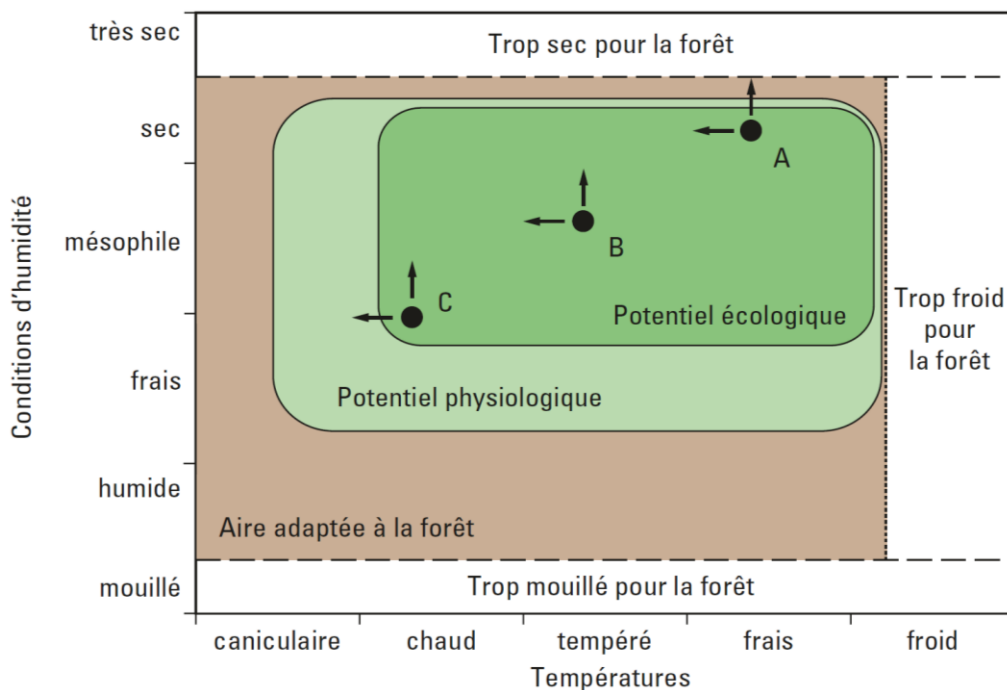 très sec
Trop sec pour la forêt
sec
A
mésophile
B
C
Potentiel écologique
Trop froid
pour
la forêt
frais
Potentiel physiologique
humide
Aire adaptée à la forêt
mouillé
Trop mouillé pour la forêt
Conditions d'humidité
caniculaire
chaud
tempéré
frais
froid
Températures